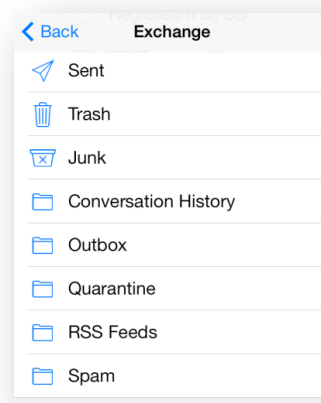 Back
Exchange
Sent
Trash
Junk
Conversation History
Outbox
Quarantine
RSS Feeds
Spam